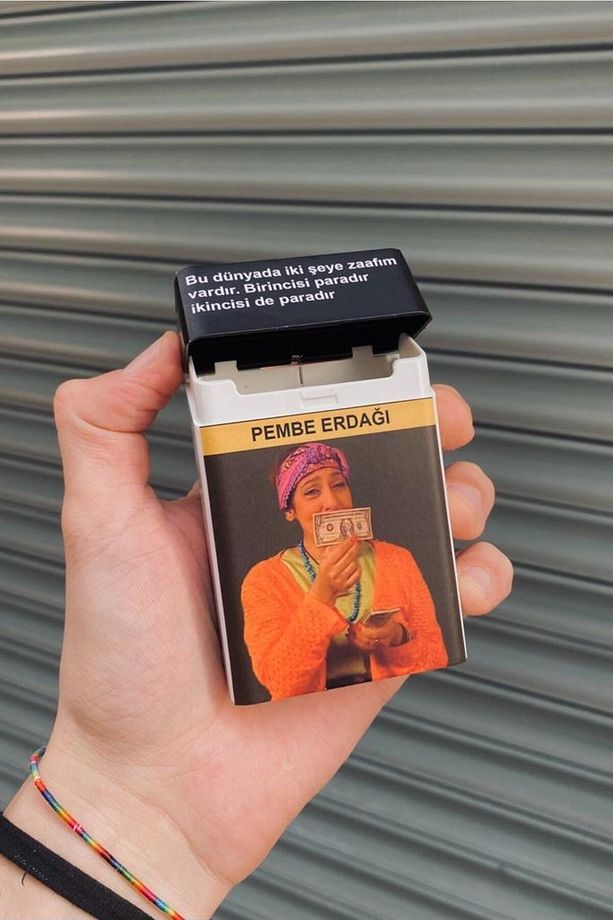 Bu dünyada iki şeye zaafım
vardır. Birincisi paradır
ikincisi de paradır
PEMBE ERDAĞI